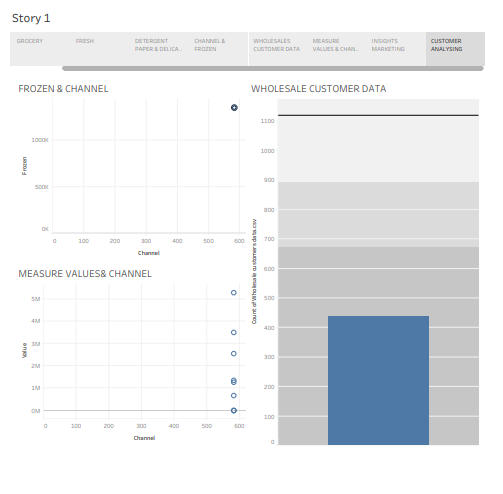 Story 1
GROCERY
FRESH
DETERGENT
PAPER & DELICA..
CHANNEL &
FROZEN
WHOLESALES
CUSTOMER DATA
MEASURE
VALUES & CHAN..
INSIGHTS
MARKETING
CUSTOMER
ANALYSING
FROZEN & CHANNEL
Frozen
1000K
500K
0K
0 100 200 300 400 500 600
Channel
MEASURE VALUES& CHANNEL
Value
5M
4M
3M
2M
1M
0M
0 100 200 300 400 500 600
Channel
WHOLESALE CUSTOMER DATA
Count of Wholesale customers data.csv
1100
1000
900
800
700
600
500
400
300
200
100
0